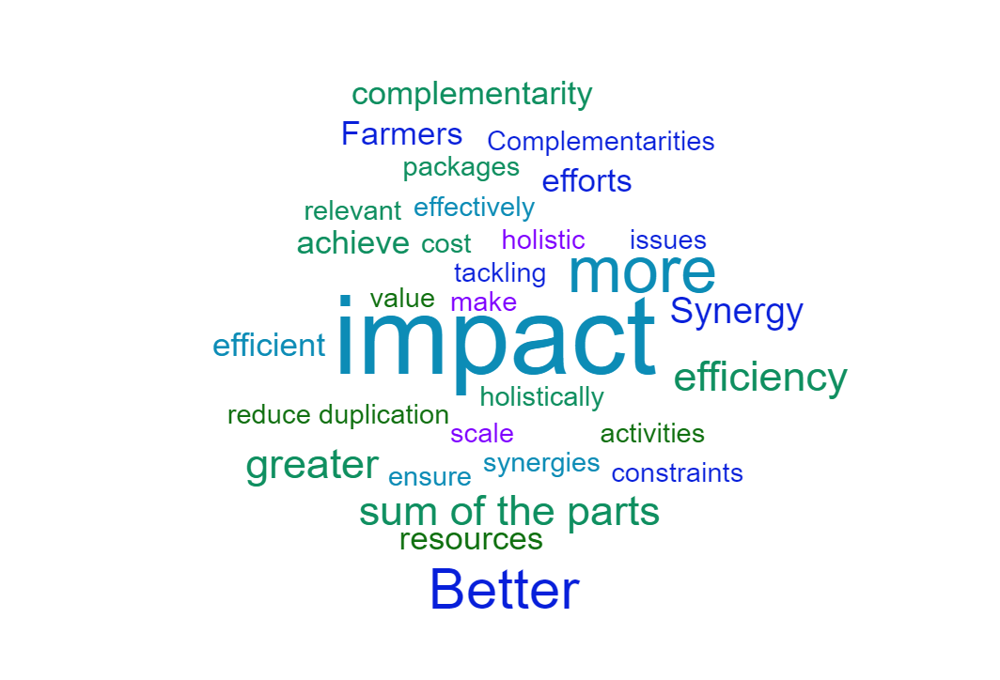 complementarity
Farmers
Complementarities
packages
efforts
relevant
effectively
achieve
cost
holistic
issues
tackling
more
value
make
impact
Synergy
efficient
efficiency
holistically
reduce duplication
scale
activities
greater
ensure
synergies
constraints
sum of the parts
resources
Better